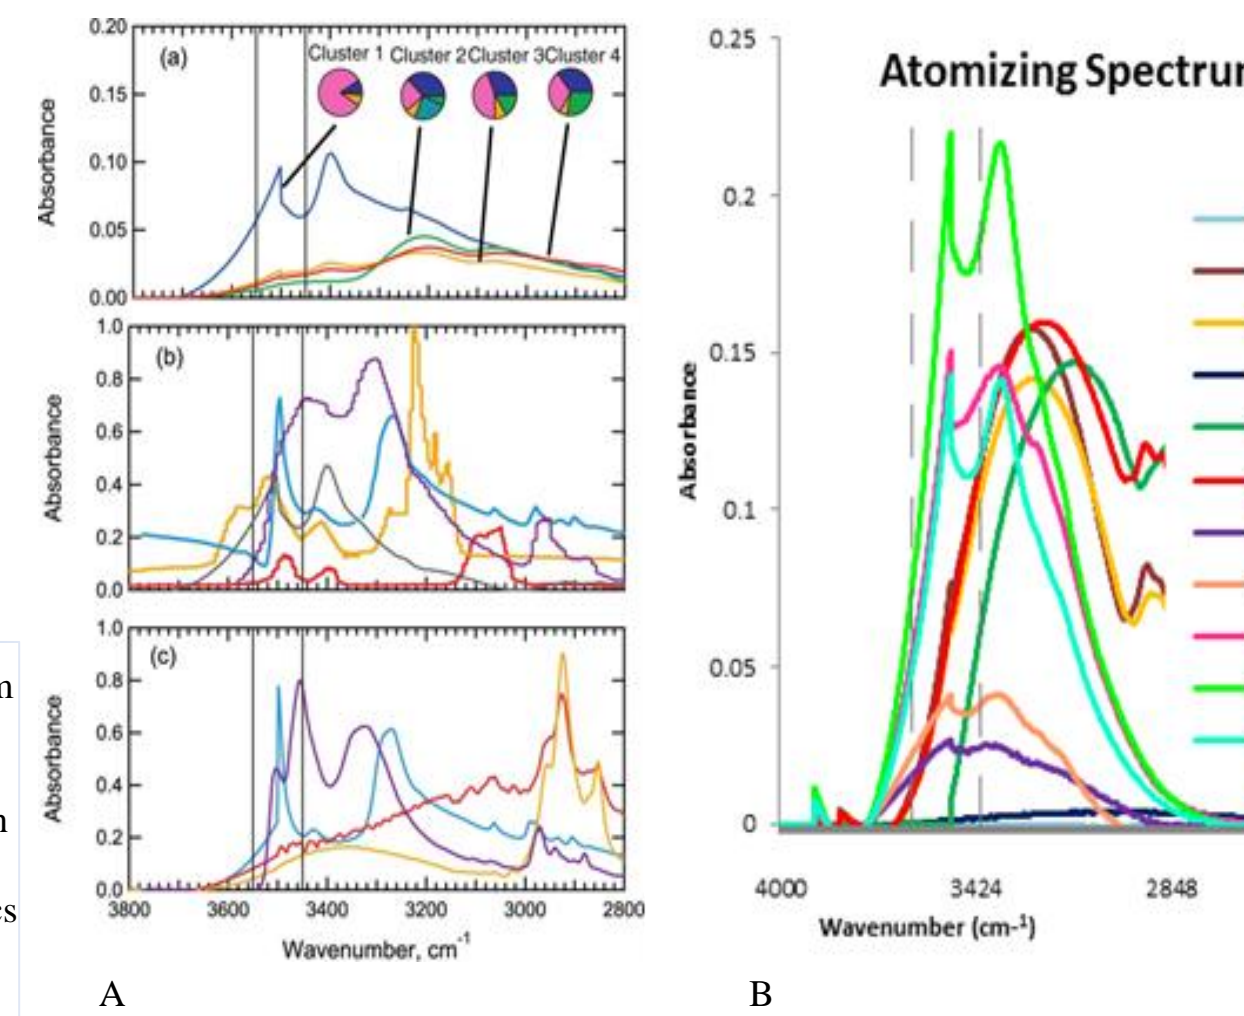 0.20
(a)
Cluster 1 Cluster 2 Cluster 3 Cluster 4
0.15
0.10
0.05
0.00
Absorbance
1.0
(b)
0.8
0.6
0.4
0.2
0.0
Absorbance
1.0
(c)
0.8
0.6
0.4
0.2
0.0
Absorbance
3800 3600 3400 3200 3000 2800
Wavenumber, cm-1
A
0.25
Atomizing Spectru
0.2
0.15
0.1
0.05
0
Absorbance
4000 3424 2848
Wavenumber (cm-1)
B